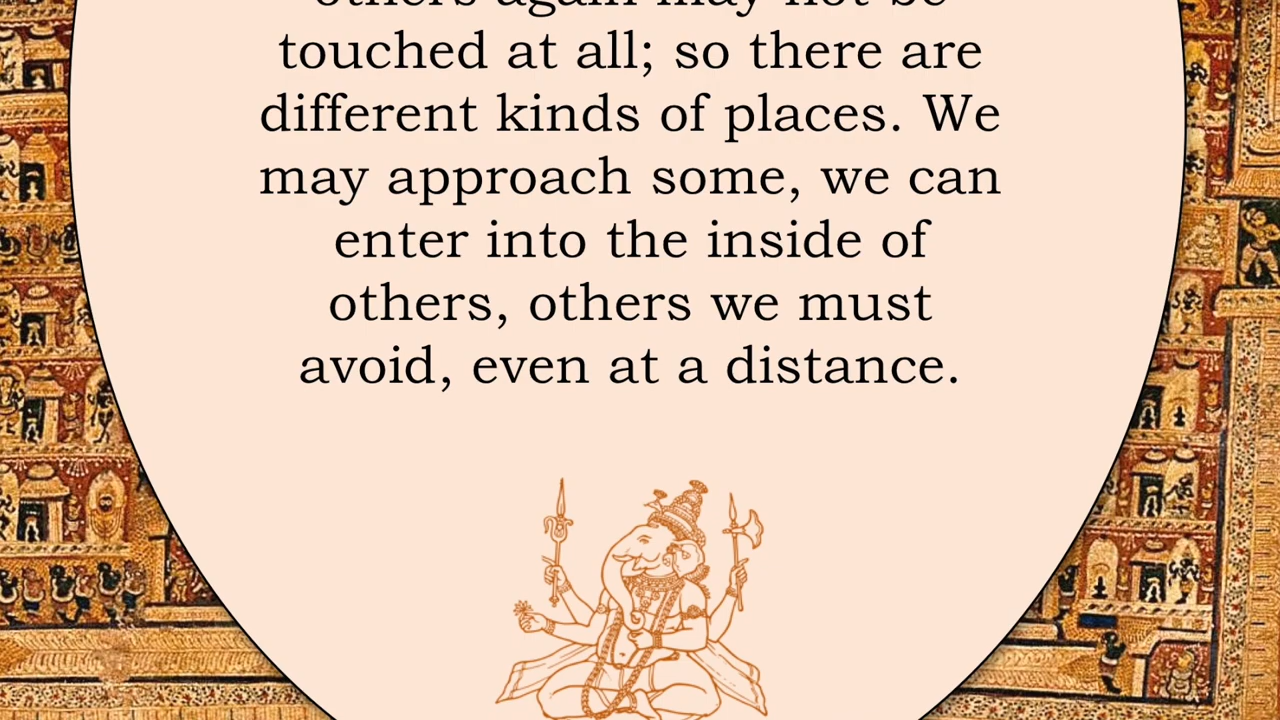 others again may not be
touched at all; so there are
different kinds of places. We
may approach some, we can
enter into the inside of
others, others we must
avoid, even at a distance.